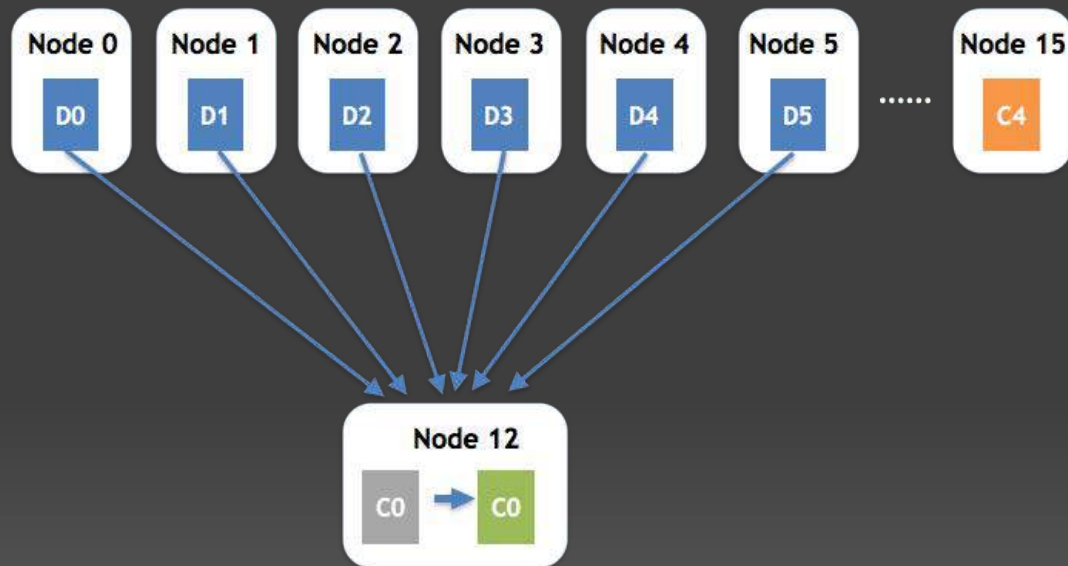 Node 0 Node 1 Node 2 Node 3 Node 4 Node 5 Node 15
D0 D1 D2 D3 D4 D5 ...... C4
Node 12
C0 C0